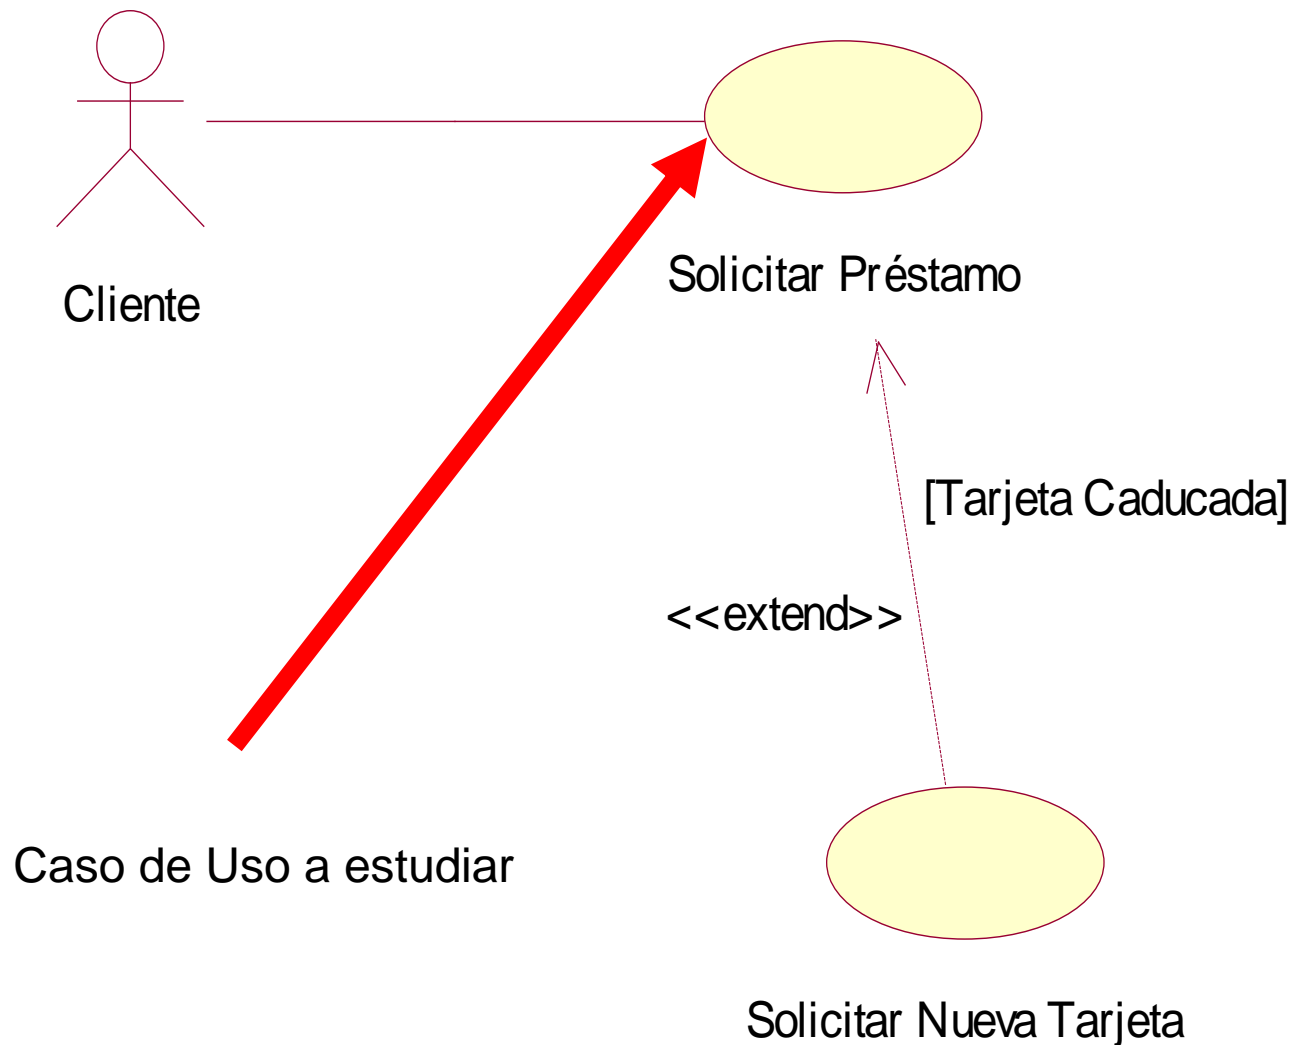 Solicitar Préstamo
Cliente
[Tarjeta Caducada]
<<extend>>
Caso de Uso a estudiar
Solicitar Nueva Tarjeta